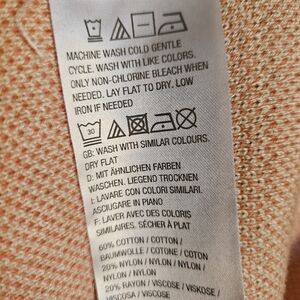 MACHINE WASH COLD GENTLE
CYCLE. WASH WITH LIKE COLORS.
ONLY NON-CHLORINE BLEACH WHEN
NEEDED. LAY FLAT TO DRY. LOW
IRON IF NEEDED
30
GB: WASH WITH SIMILAR COLOURS.
DRY FLAT
D: MIT ÄHNLICHEN FARBEN
WASCHEN. LIEGEND TROCKNEN
I: LAVARE CON COLORI SIMILARI.
ASCIUGARE IN PIANO
F: LAVER AVEC DES COLORIS
SIMILAIRES. SÉCHER À PLAT
60% COTTON / COTTON /
BAUMWOLLE / COTONE / COTON
20% NYLON / NYLON / NYLON /
NYLON / NYLON
20% RAYON / VISCOSE / VISKOSE /
VISCOSA / VISCOSE